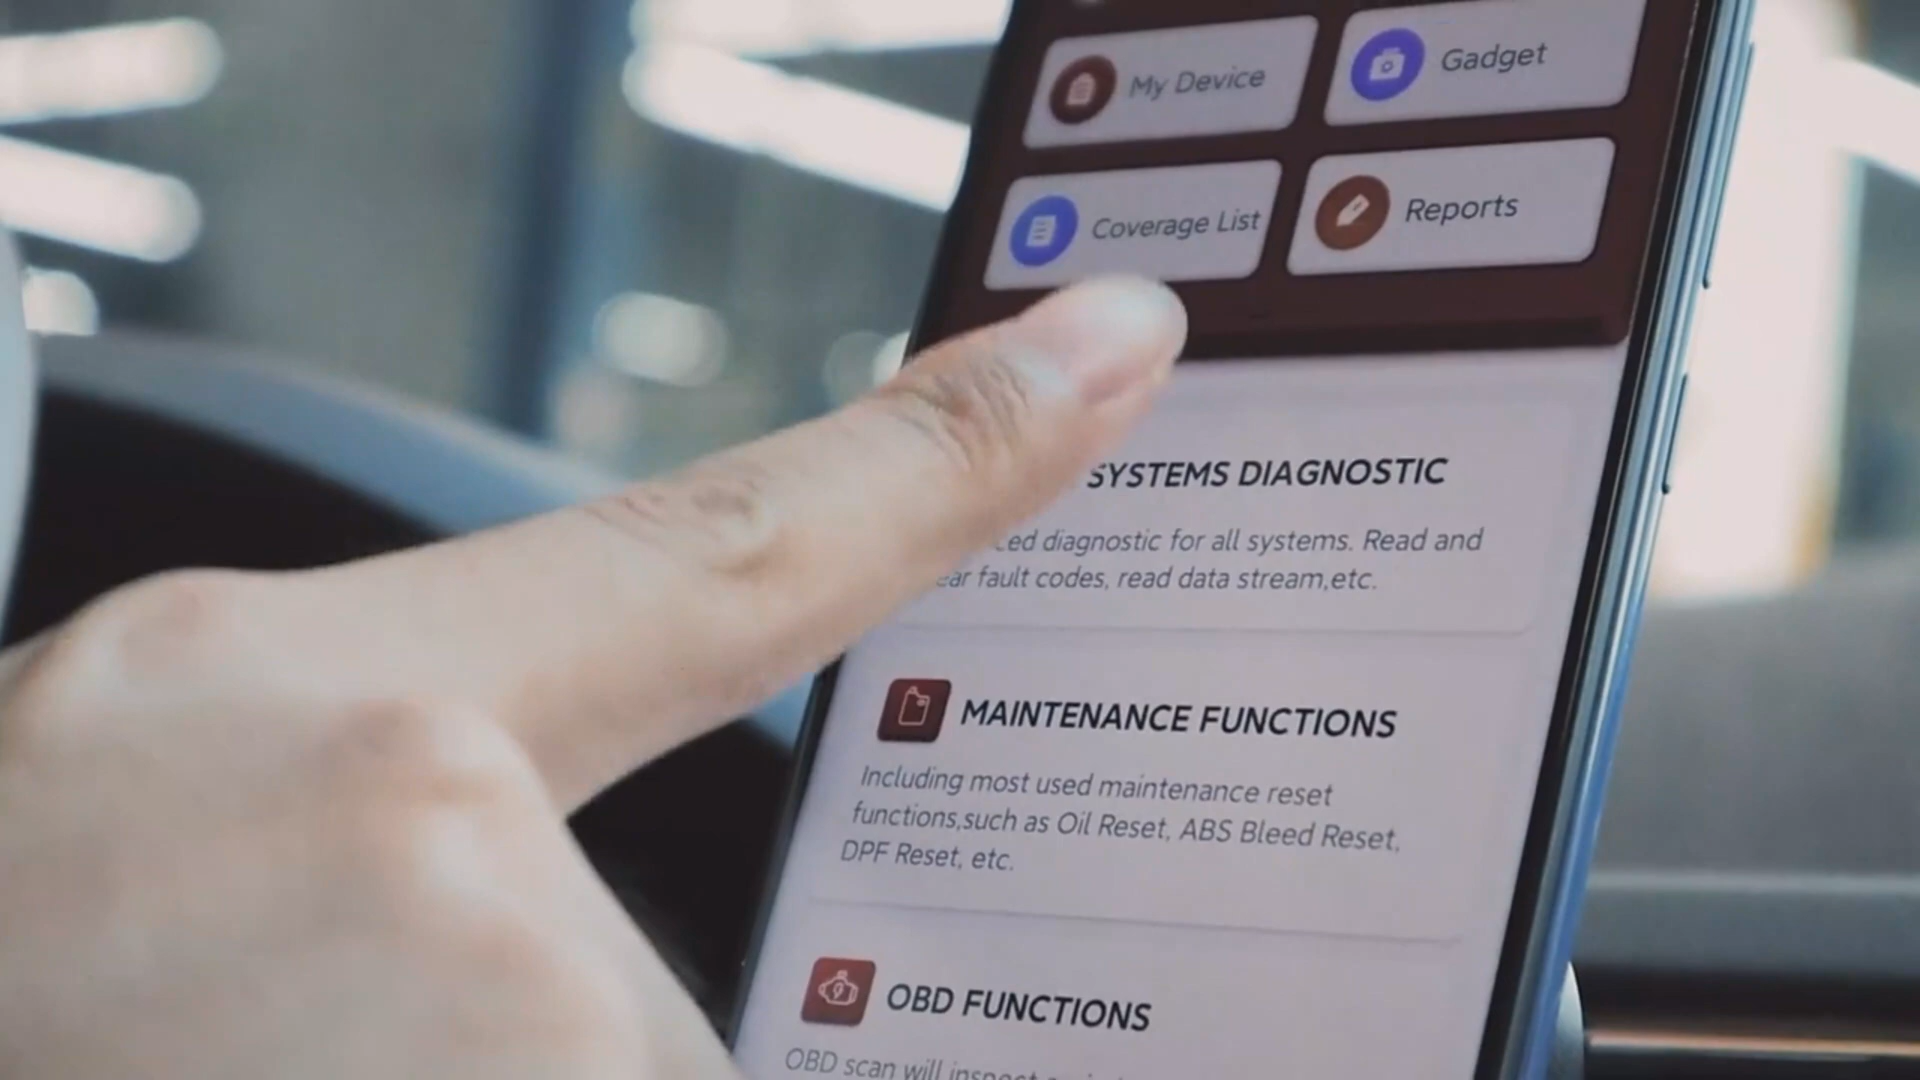 My Device
Gadget
Coverage List
Reports
SYSTEMS DIAGNOSTIC
diagnostic for all systems. Read and
fault codes, read data stream,etc.
MAINTENANCE FUNCTIONS
Including most used maintenance reset
functions,such as Oil Reset, ABS Bleed Reset,
DPF Reset, etc.
OBD FUNCTIONS
OBD scan will